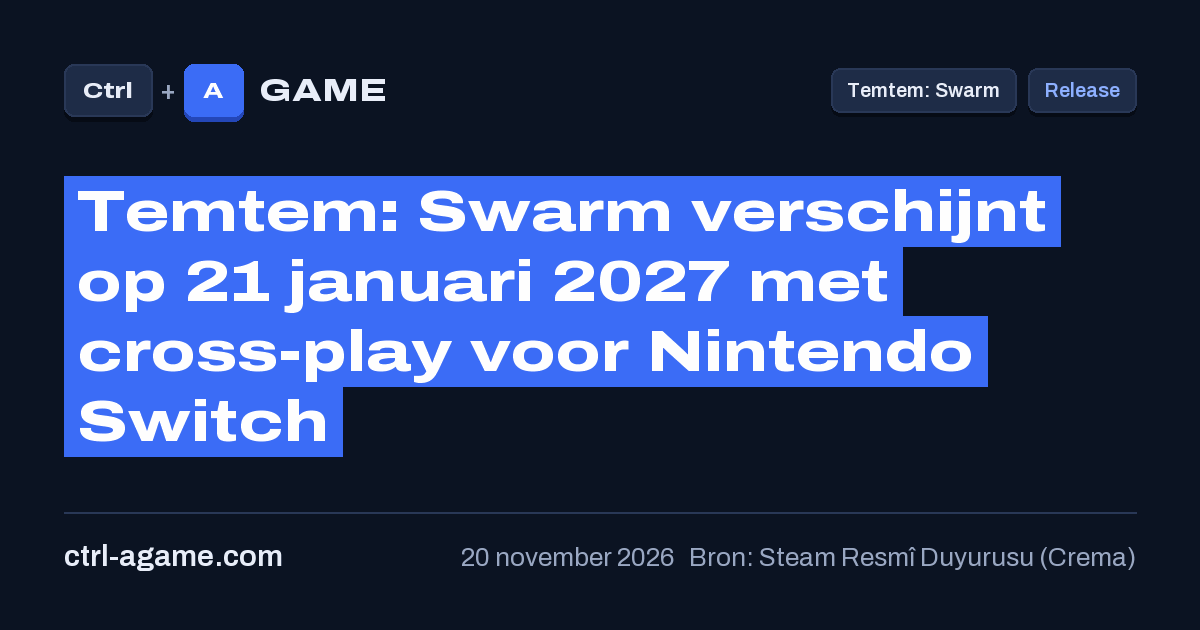 Ctrl + A GAME
Temtem: Swarm
Release
Temtem: Swarm verschijnt
op 21 januari 2027 met
cross-play voor Nintendo
Switch
ctrl-agame.com
20 november 2026 Bron: Steam Resmî Duyurusu (Crema)